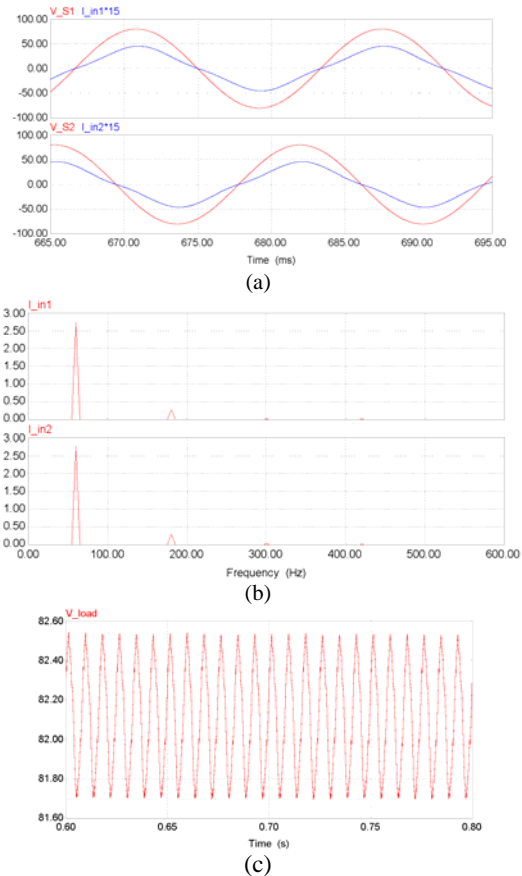 V_S1 I_in1*15
100.00
50.00
0.00
-50.00
-100.00
V_S2 I_in2*15
100.00
50.00
0.00
-50.00
-100.00
665.00 670.00 675.00 680.00 685.00 690.00 695.00
Time (ms)
(a)
I_in1
3.00
2.50
2.00
1.50
1.00
0.50
0.00
I_in2
3.00
2.50
2.00
1.50
1.00
0.50
0.00
0.00 100.00 200.00 300.00 400.00 500.00 600.00
Frequency (Hz)
(b)
V_load
82.60
82.40
82.20
82.00
81.80
81.60
0.60 0.65 0.70 0.75 0.80
Time (s)
(c)